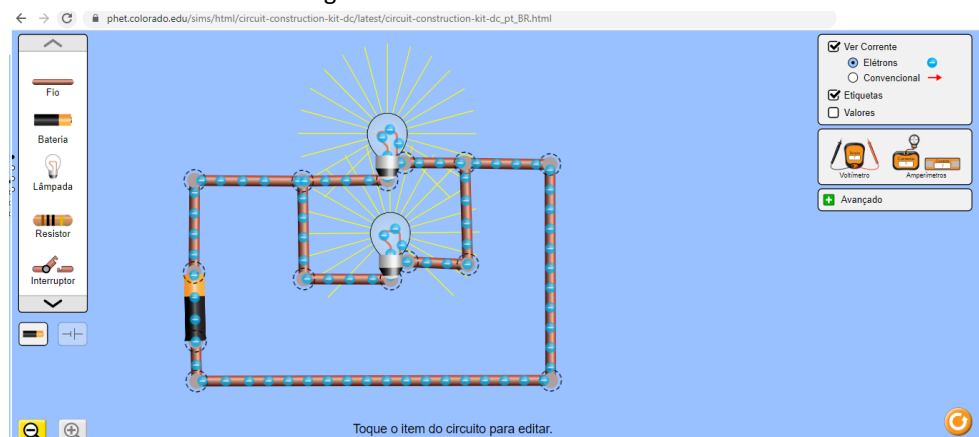 phet.colorado.edu/sims/html/circuit-construction-kit-dc/latest/circuit-construction-kit-dc_pt_BR.html
Fio
Bateria
Lâmpada
Resistor
Interruptor
Ver Corrente
Elétrons
Convencional
Etiquetas
Valores
Voltímetro
Amperímetros
Avançado
Toque o item do circuito para editar.